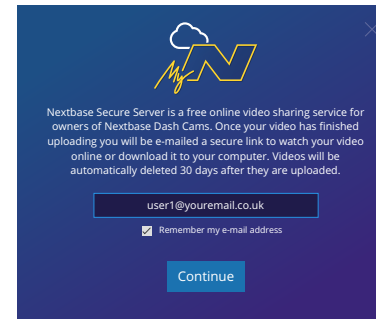 My N
Nextbase Secure Server is a free online video sharing service for
owners of Nextbase Dash Cams. Once your video has finished
uploading you will be e-mailed a secure link to watch your video
online or download it to your computer. Videos will be
automatically deleted 30 days after they are uploaded.
user1@youremail.co.uk
Remember my e-mail address
Continue